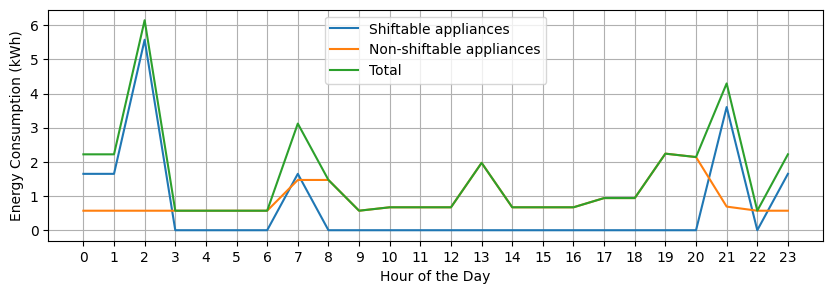 Energy Consumption (kWh)
6
5
4
3
2
1
0
Shiftable appliances
Non-shiftable appliances
Total
0 1 2 3 4 5 6 7 8 9 10 11 12 13 14 15 16 17 18 19 20 21 22 23
Hour of the Day